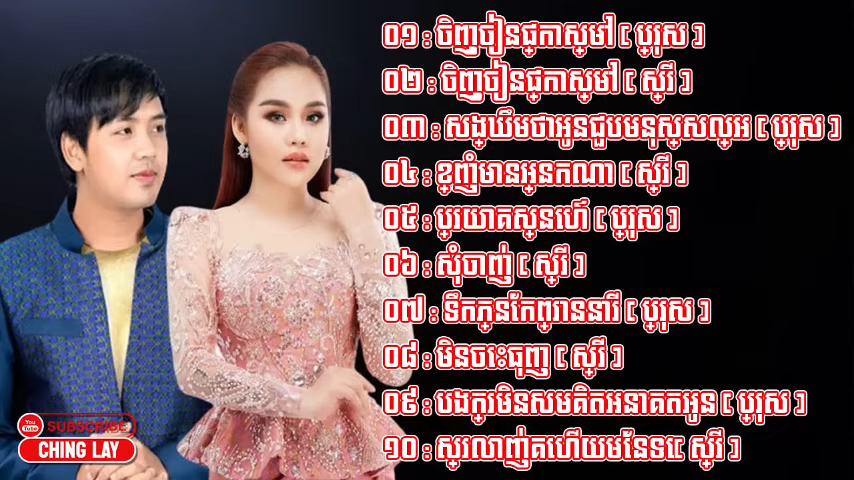 ០១ : ចិញ្ចៀនផ្កាស្មៅ [ ប្រុស ]
០២ : ចិញ្ចៀនផ្កាស្មៅ [ ស្រី ]
០៣ : សង្ឃឹមថាអូនជួបមនុស្សល្អ [ ប្រុស ]
០៤ : ខ្ញុំមានអ្នកណា [ ស្រី ]
០៥ : ប្រយោគស្នេហ៍ [ ប្រុស ]
០៦ : សុំចាញ់ [ ស្រី ]
០៧ : ទឹកភ្នែកព្រាននារី [ ប្រុស ]
០៨ : មិនចេះធុញ [ ស្រី ]
០៩ : បងក្រមិនសមគិតអនាគតអូន [ ប្រុស ]
១០ : ស្រលាញ់គេហើយមែនទេ [ ស្រី ]
YouTube SUBSCRIBE
CHING LAY